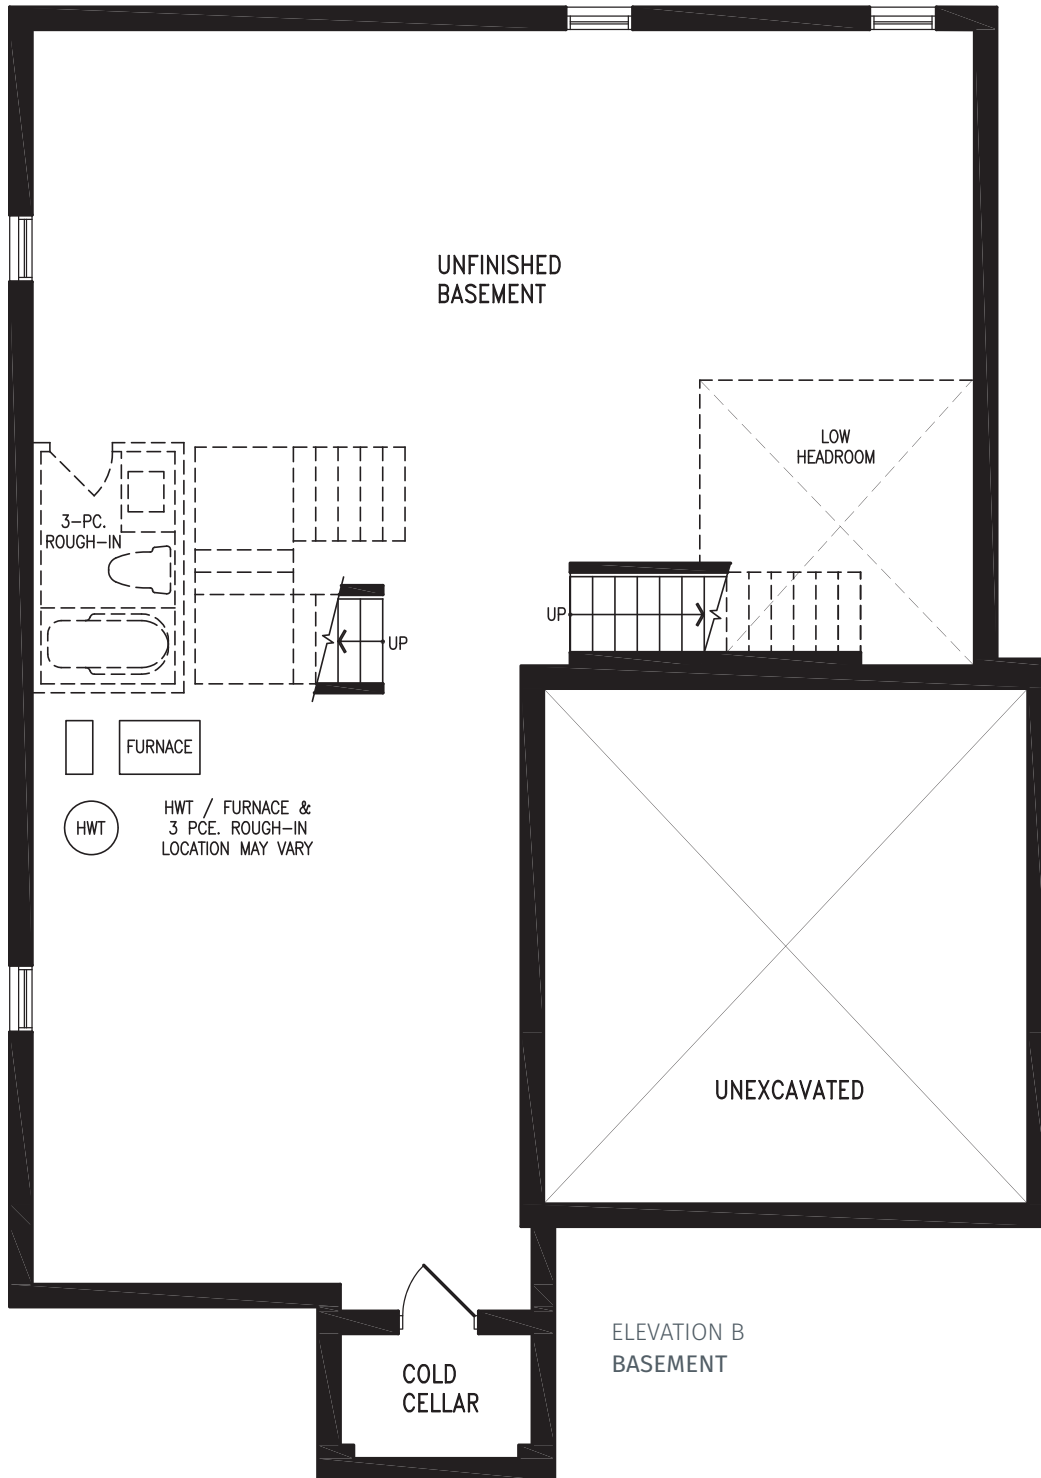 UNFINISHED
BASEMENT
LOW
HEADROOM
3-PC.
ROUGH-IN
UP
UP
FURNACE
HWT
HWT / FURNACE &
3 PCE. ROUGH-IN
LOCATION MAY VARY
UNEXCAVATED
ELEVATION B
BASEMENT
COLD
CELLAR